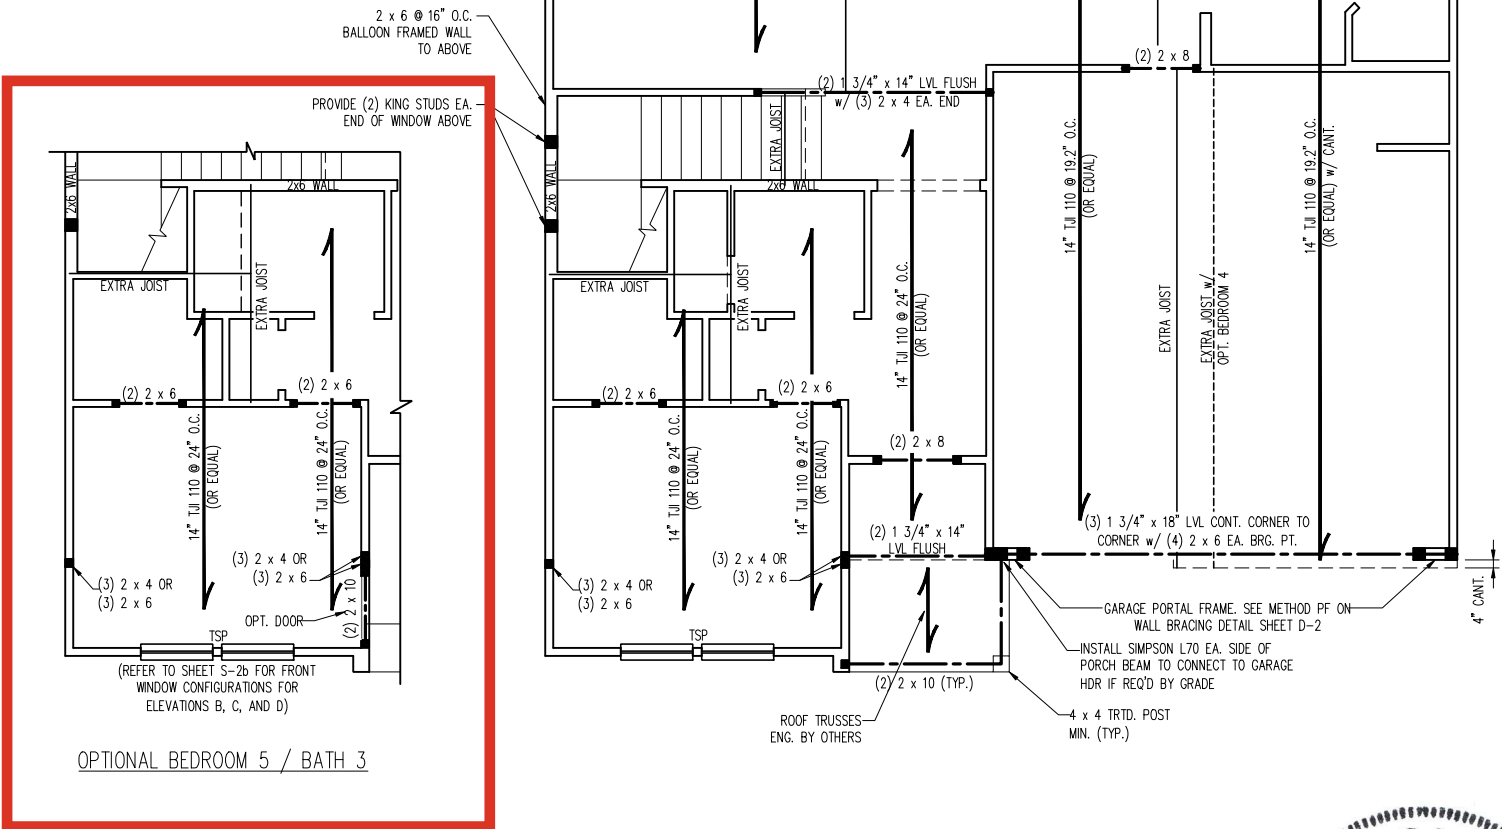 2 x 6 @ 16" O.C.
BALLOON FRAMED WALL
TO ABOVE
PROVIDE (2) KING STUDS EA.
END OF WINDOW ABOVE
2x6 WALL
2x6 WALL
EXTRA JOIST
EXTRA JOIST
(2) 2 x 6
(2) 2 x 6
14" TJI 110 @ 24" O.C.
(OR EQUAL)
14" TJI 110 @ 24" O.C.
(OR EQUAL)
(3) 2 x 4 OR
(3) 2 x 6
(3) 2 x 4 OR
(3) 2 x 6
OPT. DOOR
(2) 2 x 10
TSP
(REFER TO SHEET S-2b FOR FRONT
WINDOW CONFIGURATIONS FOR
ELEVATIONS B, C, AND D)
OPTIONAL BEDROOM 5 / BATH 3
(2) 1 3/4" x 14" LVL FLUSH
w/ (3) 2 x 4 EA. END
EXTRA JOIST
2x6 WALL
2x6 WALL
EXTRA JOIST
EXTRA JOIST
(2) 2 x 6
(2) 2 x 6
14" TJI 110 @ 24" O.C.
(OR EQUAL)
14" TJI 110 @ 24" O.C.
(OR EQUAL)
14" TJI 110 @ 24" O.C.
(OR EQUAL)
(2) 2 x 8
(3) 2 x 4 OR
(3) 2 x 6
(3) 2 x 4 OR
(3) 2 x 6
TSP
(2) 1 3/4" x 14"
LVL FLUSH
(2) 2 x 10 (TYP.)
ROOF TRUSSES
ENG. BY OTHERS
(2) 2 x 8
14" TJI 110 @ 19.2" O.C.
(OR EQUAL)
14" TJI 110 @ 19.2" O.C.
(OR EQUAL) w/ CANT.
EXTRA JOIST
EXTRA JOIST w/
OPT. BEDROOM 4
(3) 1 3/4" x 18" LVL CONT. CORNER TO
CORNER w/ (4) 2 x 6 EA. BRG. PT.
4" CANT.
GARAGE PORTAL FRAME. SEE METHOD PF ON
WALL BRACING DETAIL SHEET D-2
INSTALL SIMPSON L70 EA. SIDE OF
PORCH BEAM TO CONNECT TO GARAGE
HDR IF REQ'D BY GRADE
4 x 4 TRTD. POST
MIN. (TYP.)